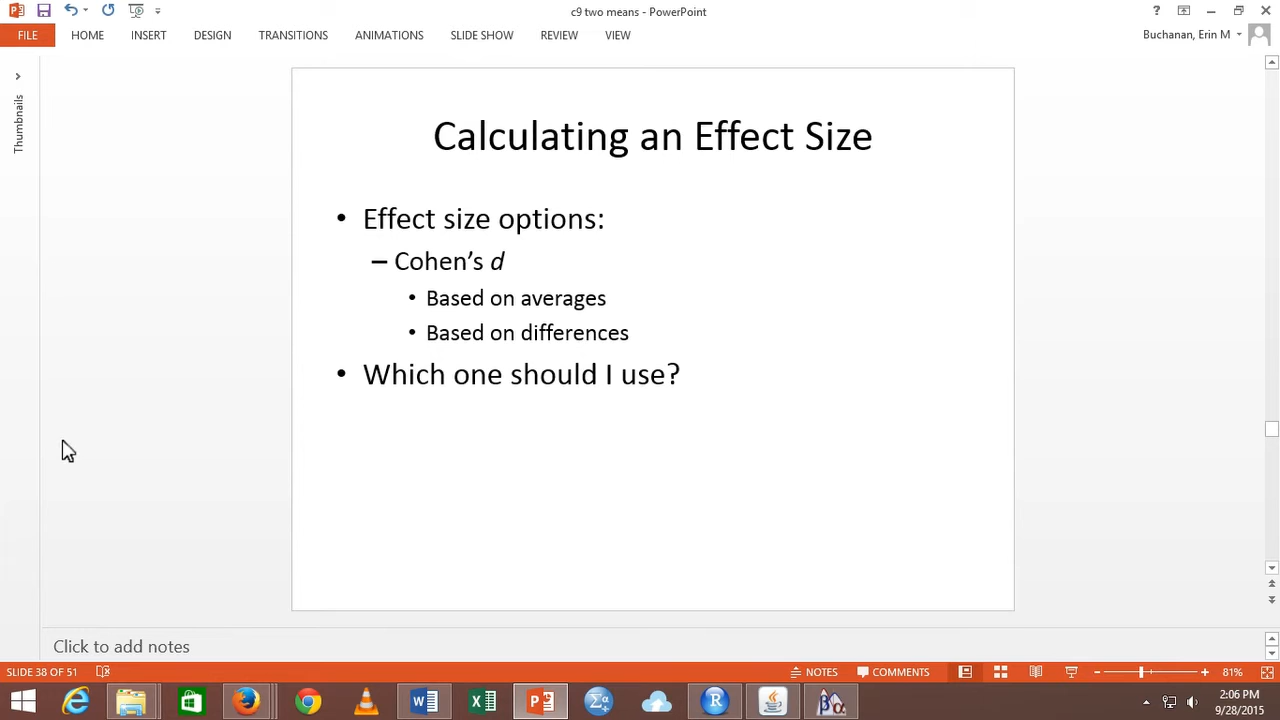 c9 two means - PowerPoint
?
FILE HOME INSERT DESIGN TRANSITIONS ANIMATIONS SLIDE SHOW REVIEW VIEW Buchanan, Erin M
Thumbnails
Calculating an Effect Size
• Effect size options:
– Cohen's d
• Based on averages
• Based on differences
• Which one should I use?
Click to add notes
SLIDE 38 OF 51 NOTES COMMENTS 81%
2:06 PM
9/28/2015